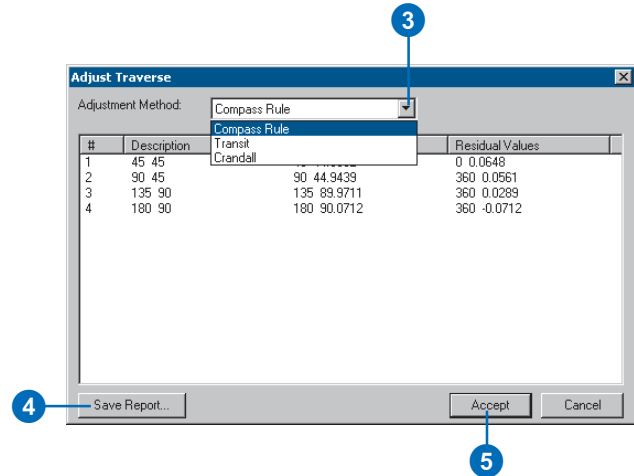 3
Adjust Traverse
Adjustment Method: Compass Rule
Compass Rule
Transit
Crandall
# Description Residual Values
1 45 45 0 0.0648
2 90 45 90 44.9439 360 0.0561
3 135 90 135 89.9711 360 0.0289
4 180 90 180 90.0712 360 -0.0712
4 Save Report... Accept Cancel
5